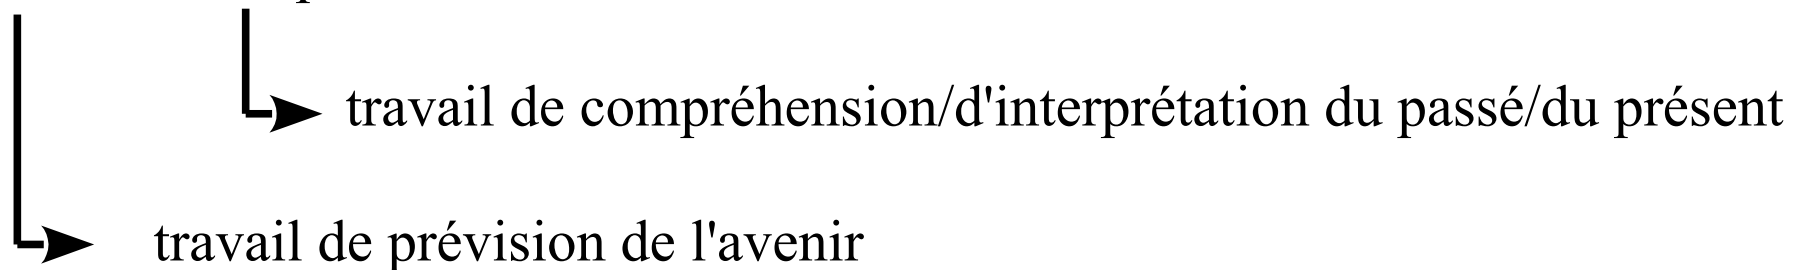 travail de compréhension/d'interprétation du passé/du présent
travail de prévision de l'avenir